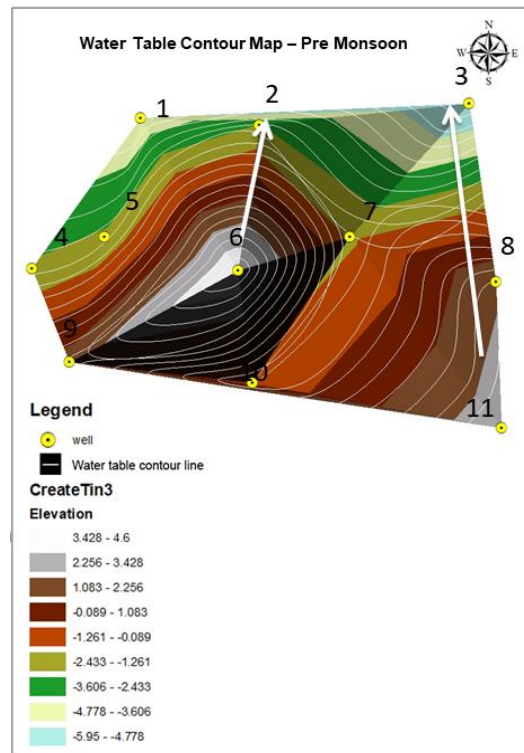 Water Table Contour Map – Pre Monsoon
N
W E
S
3
2
1
5
7
4
6
8
9
10
11
Legend
well
Water table contour line
CreateTin3
Elevation
3.428 - 4.6
2.256 - 3.428
1.083 - 2.256
-0.089 - 1.083
-1.261 - -0.089
-2.433 - -1.261
-3.606 - -2.433
-4.778 - -3.606
-5.95 - -4.778